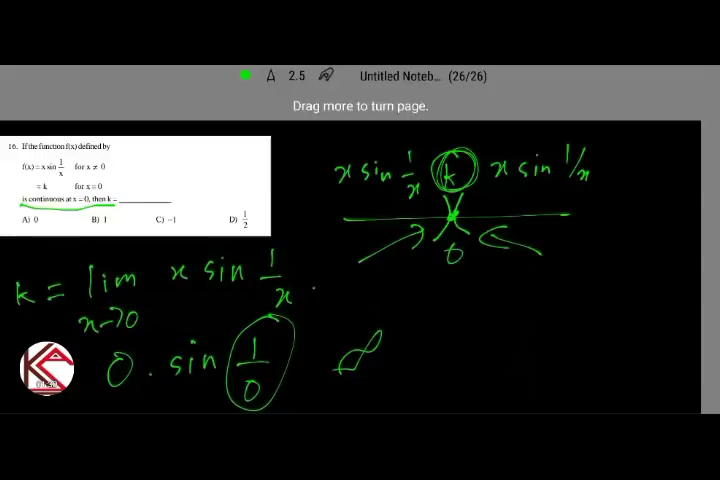 2.5 Untitled Noteb... (26/26)
Drag more to turn page.
16. If the function f(x) defined by
f(x) = x sin 1/x for x ≠ 0
= k for x = 0
is continuous at x = 0, then k = ________
A) 0 B) 1 C) −1 D) 1/2
x sin 1/x k x sin 1/x
0
k = lim x sin 1/x .
x→0
0 . sin 1/0 ∞